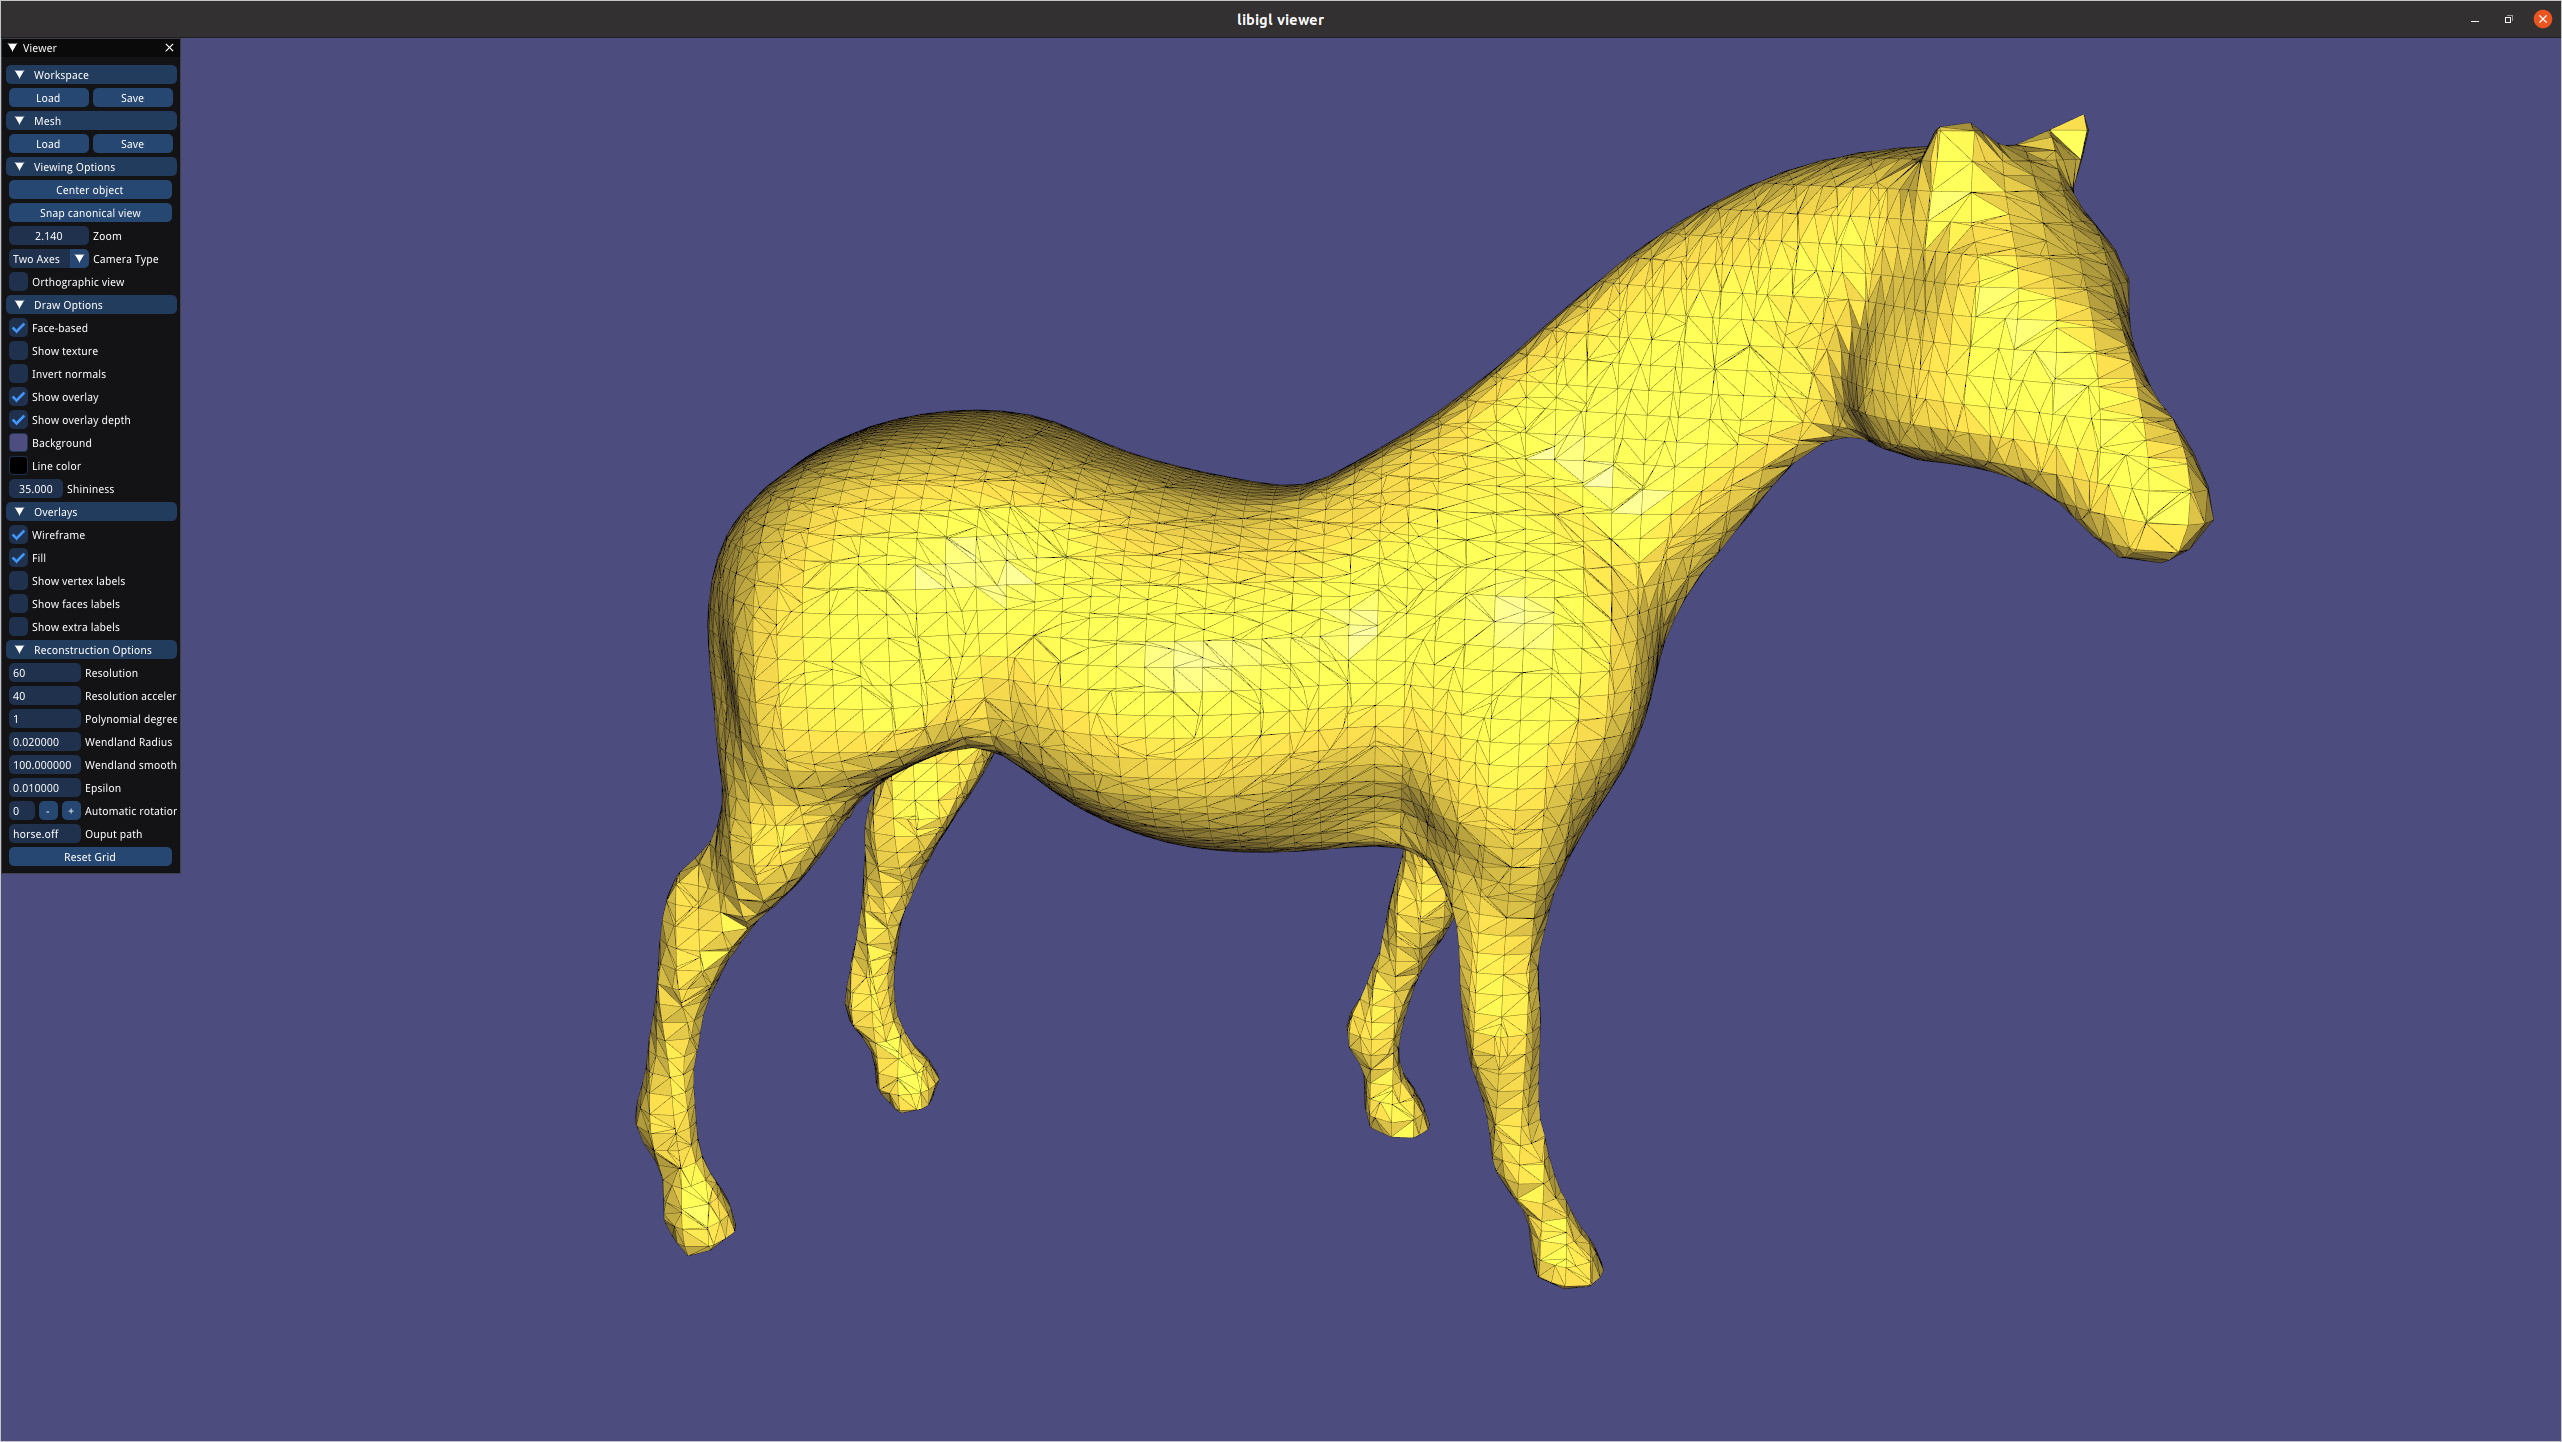 libigl viewer
Viewer
Workspace
Load Save
Mesh
Load Save
Viewing Options
Center object
Snap canonical view
2.140 Zoom
Two Axes Camera Type
Orthographic view
Draw Options
Face-based
Show texture
Invert normals
Show overlay
Show overlay depth
Background
Line color
35.000 Shininess
Overlays
Wireframe
Fill
Show vertex labels
Show faces labels
Show extra labels
Reconstruction Options
60 Resolution
40 Resolution acceler
1 Polynomial degree
0.020000 Wendland Radius
100.000000 Wendland smooth
0.010000 Epsilon
0 - + Automatic rotation
horse.off Ouput path
Reset Grid